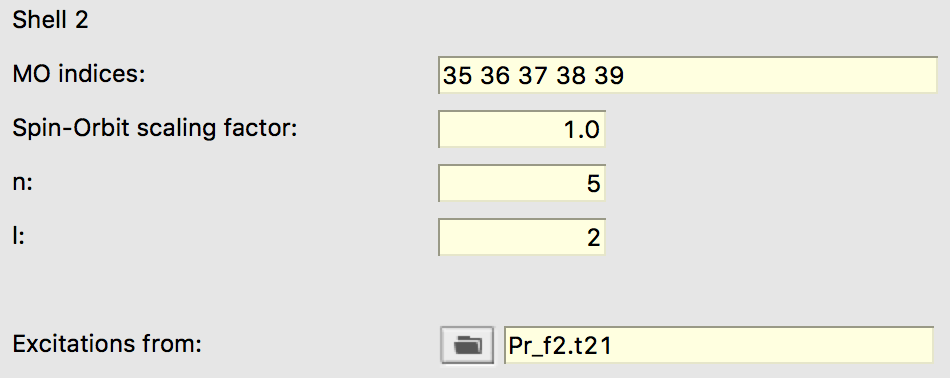 Shell 2
MO indices: 35 36 37 38 39
Spin-Orbit scaling factor: 1.0
n: 5
l: 2
Excitations from: Pr_f2.t21